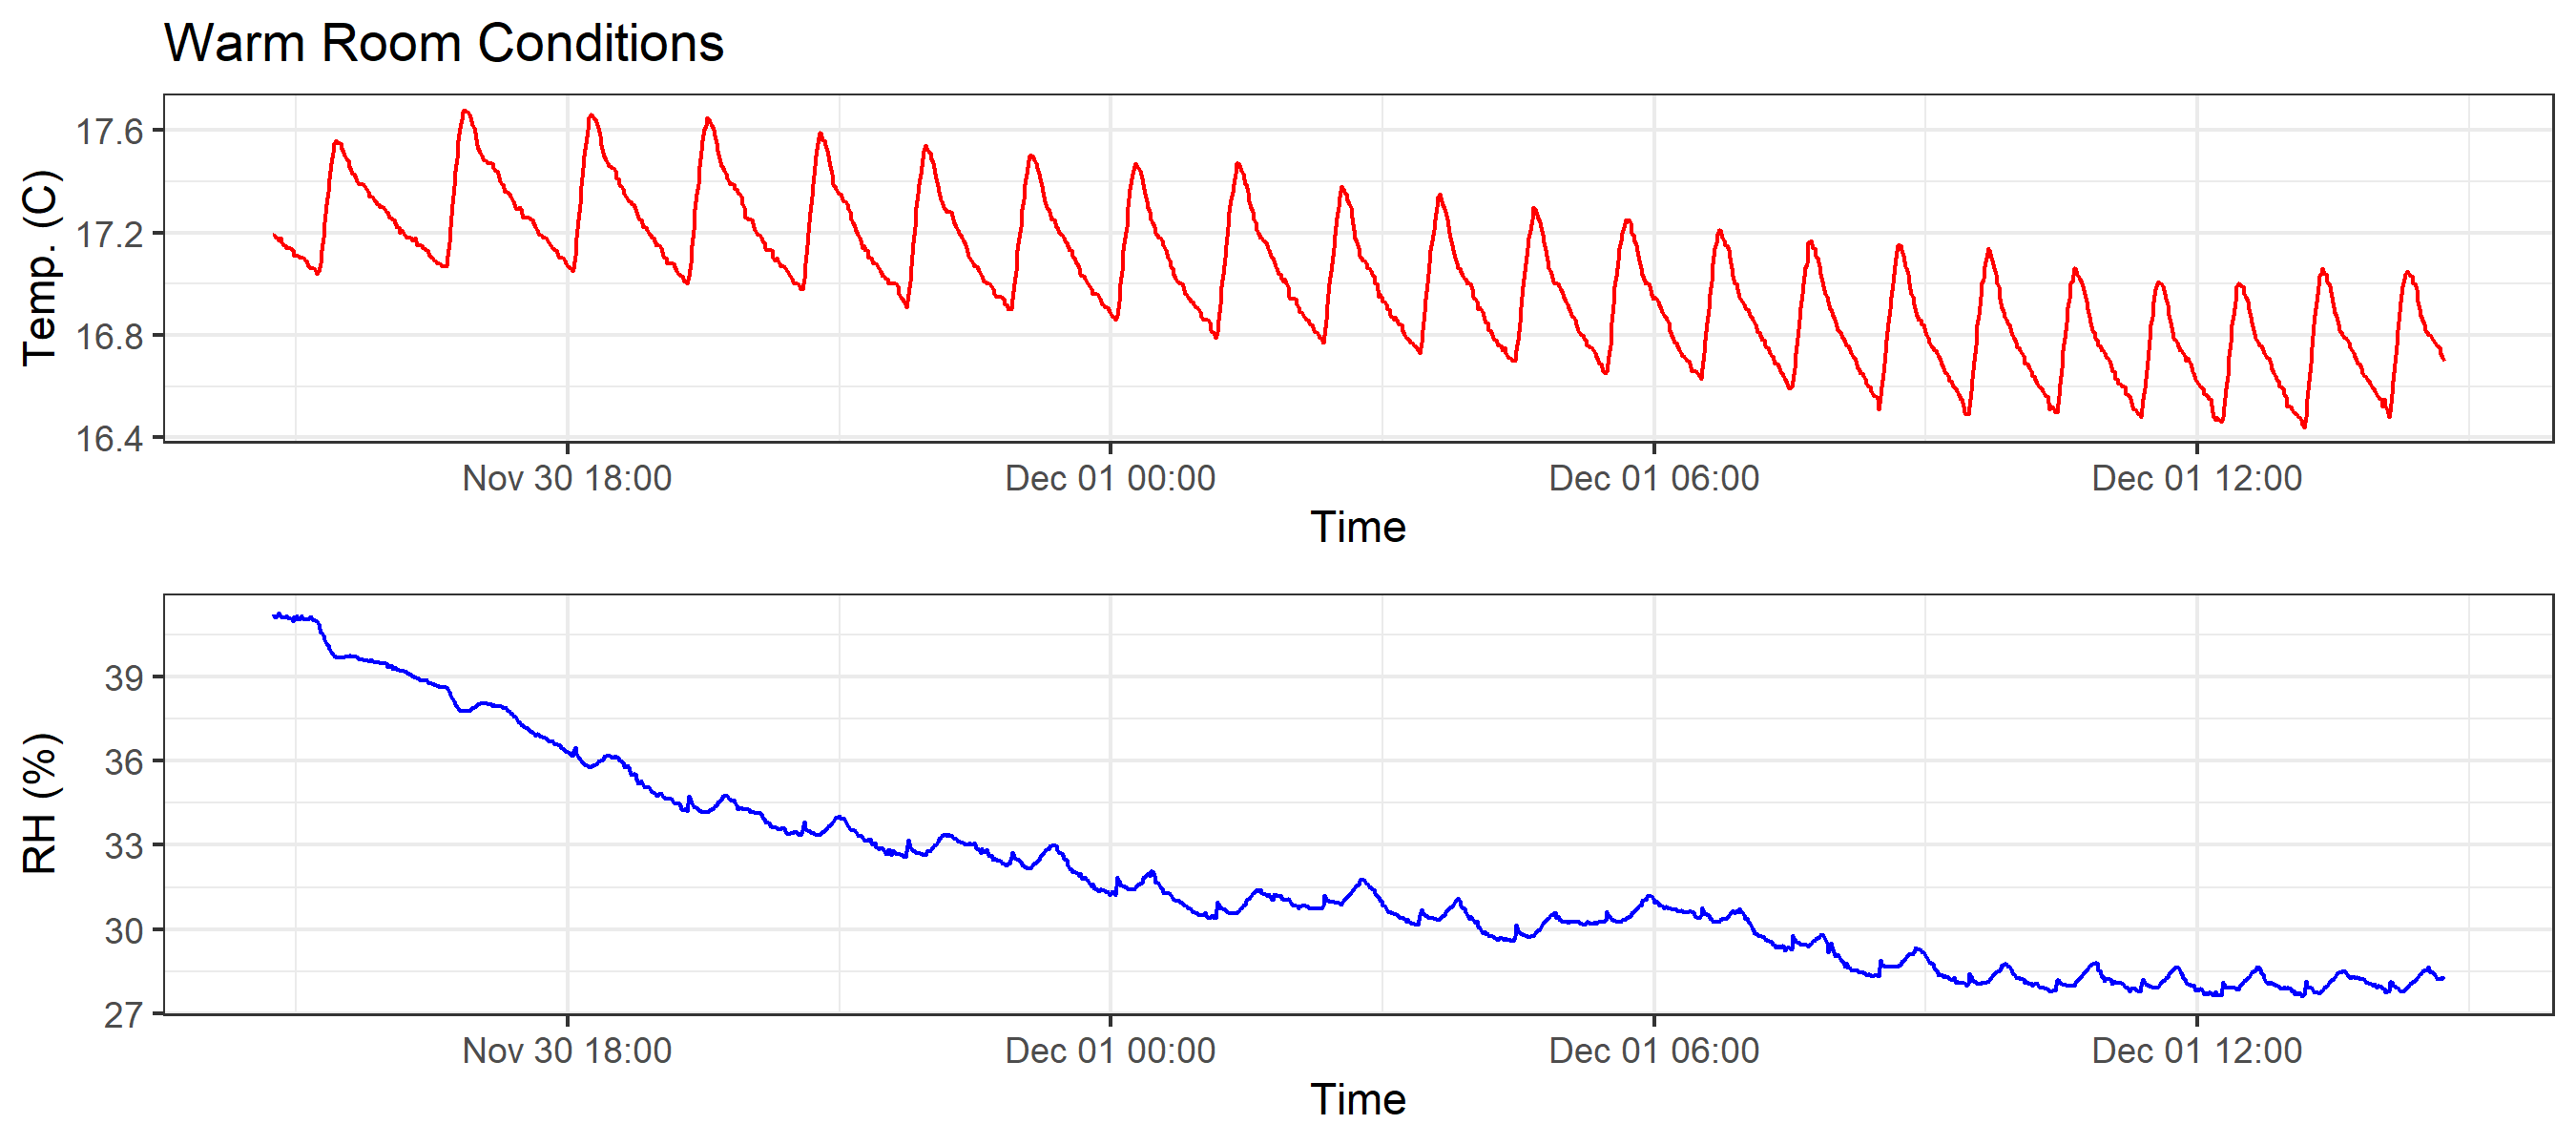 Warm Room Conditions
Temp. (C)
17.6
17.2
16.8
16.4
Nov 30 18:00 Dec 01 00:00 Dec 01 06:00 Dec 01 12:00
Time
RH (%)
39
36
33
30
27
Nov 30 18:00 Dec 01 00:00 Dec 01 06:00 Dec 01 12:00
Time